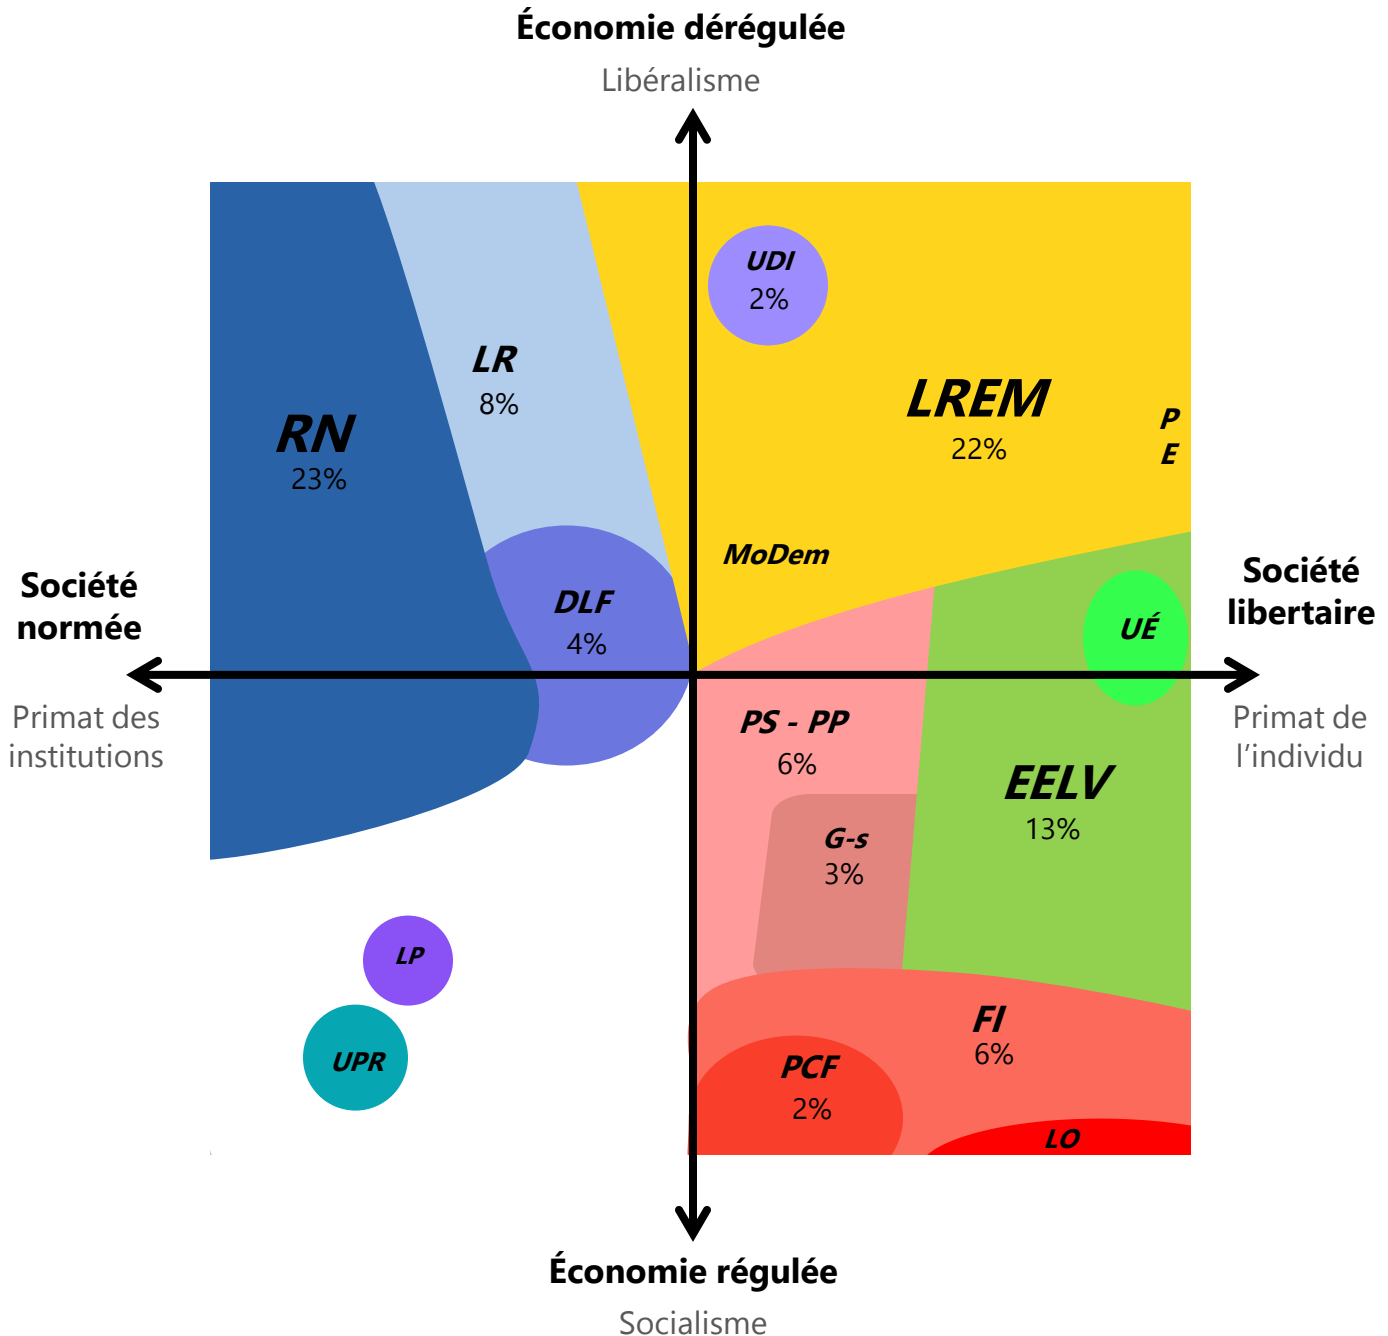 Économie dérégulée
Libéralisme
UDI
2%
LR
8%
LREM
22%
P
E
RN
23%
MoDem
Société
normée
DLF
4%
UÉ
Société
libertaire
Primat des
institutions
PS - PP
6%
Primat de
l'individu
EELV
13%
G-s
3%
LP
UPR
FI
6%
PCF
2%
LO
Économie régulée
Socialisme